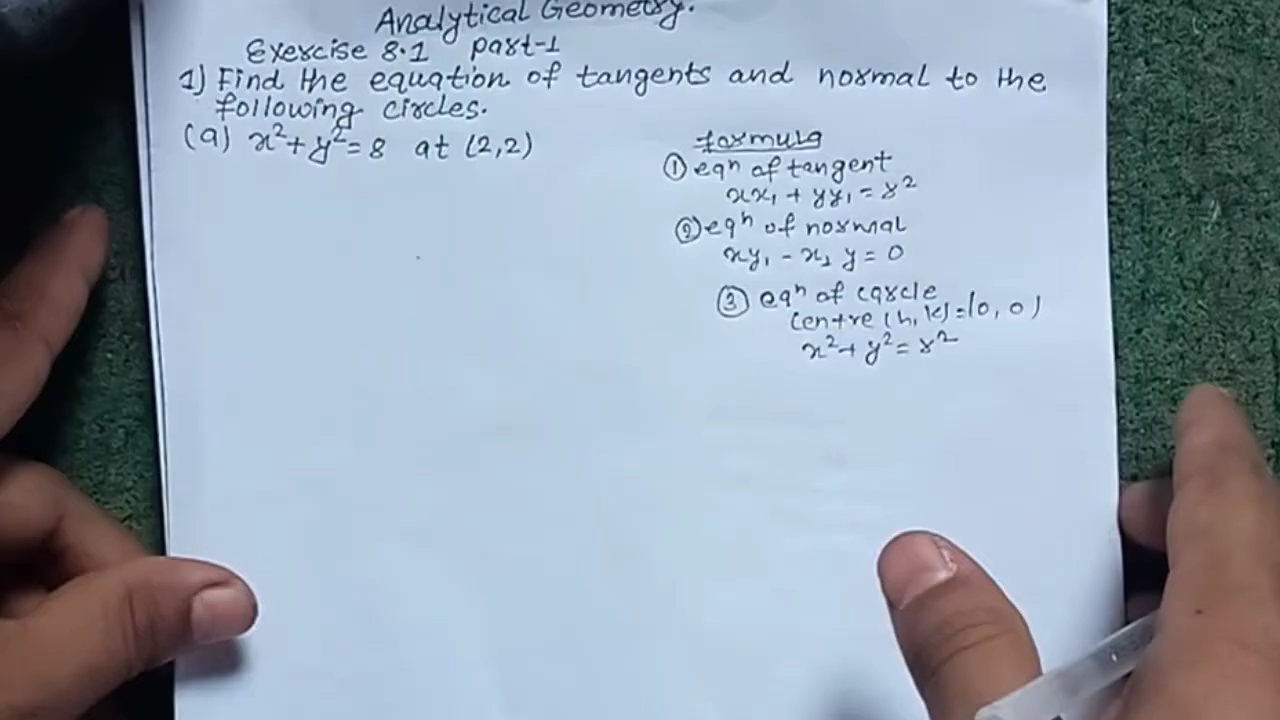 Analytical Geometry.
Exercise 8.1 part-1
1) Find the equation of tangents and normal to the
following circles.
(a) x²+y²=8 at (2,2)
formula
① eqⁿ of tangent
xx₁ + yy₁ = r²
② eqⁿ of normal
xy₁ - x₁y = 0
③ eqⁿ of circle
Centre (h, k) = (0, 0)
x² + y² = r²